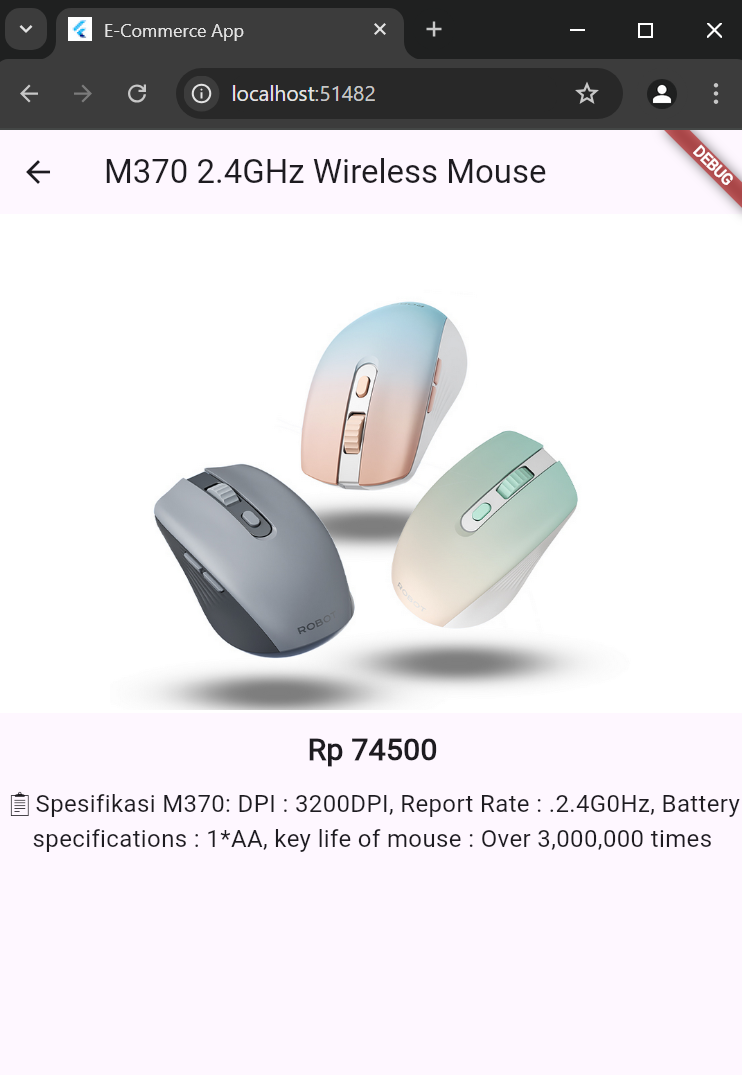 E-Commerce App
localhost:51482
M370 2.4GHz Wireless Mouse
DEBUG
ROBOT
ROBOT
Rp 74500
📋 Spesifikasi M370: DPI : 3200DPI, Report Rate : .2.4G0Hz, Battery
specifications : 1*AA, key life of mouse : Over 3,000,000 times